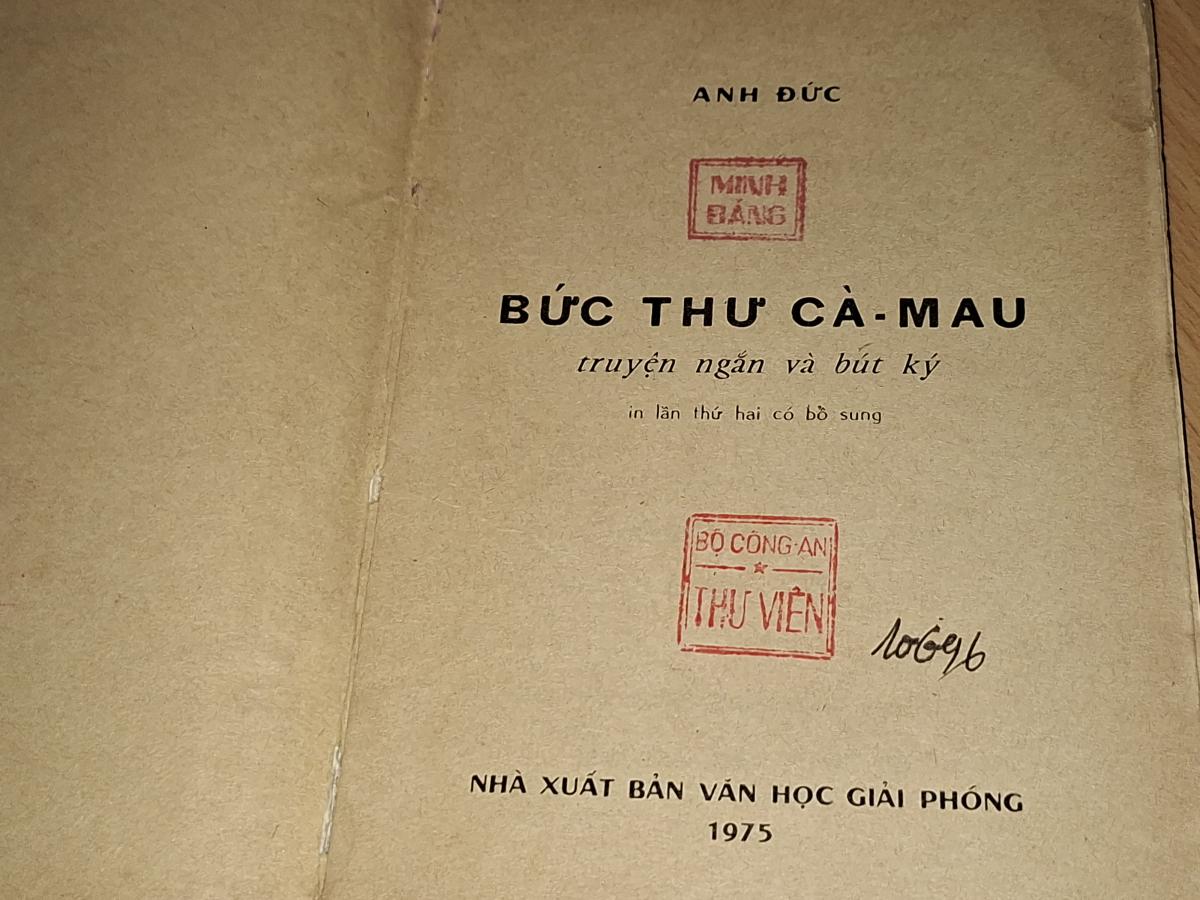 ANH ĐỨC
MINH
BẢNG
BỨC THƯ CÀ-MAU
truyện ngắn và bút ký
in lần thứ hai có bổ sung
BỘ CÔNG·AN
THƯ VIỆN
10696
NHÀ XUẤT BẢN VĂN HỌC GIẢI PHÓNG
1975